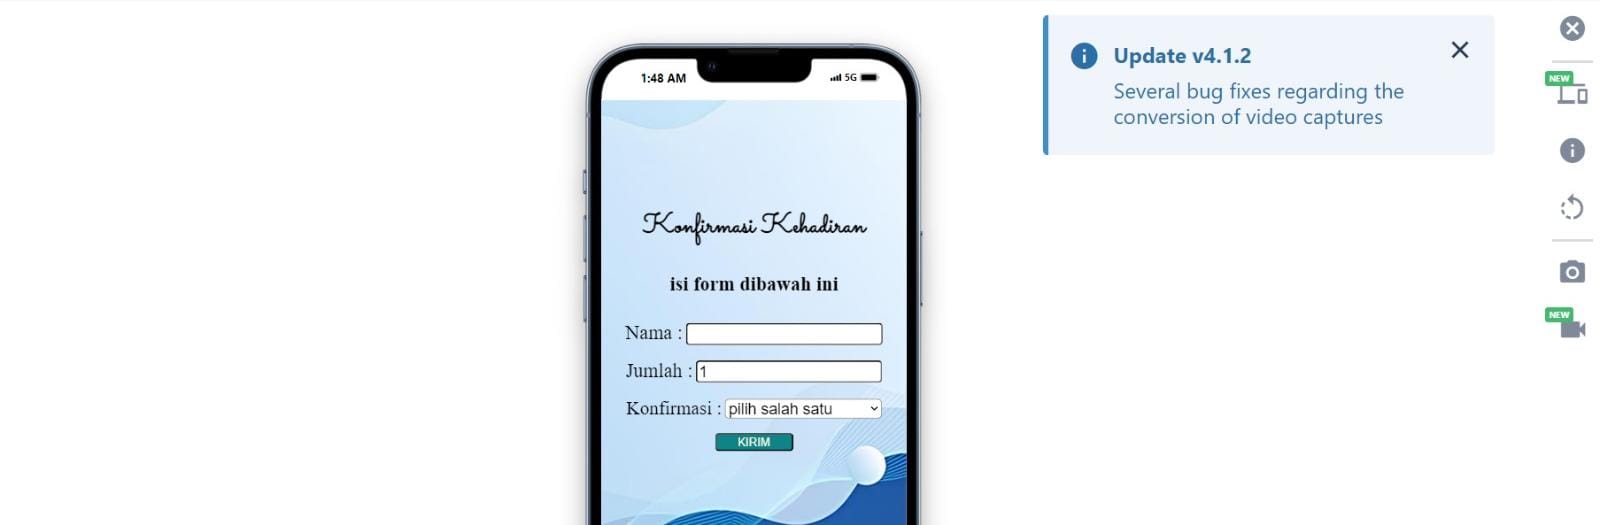 1:48 AM
5G
Konfirmasi Kehadiran
isi form dibawah ini
Nama :
Jumlah : 1
Konfirmasi : pilih salah satu
KIRIM
Update v4.1.2
Several bug fixes regarding the
conversion of video captures
NEW
NEW